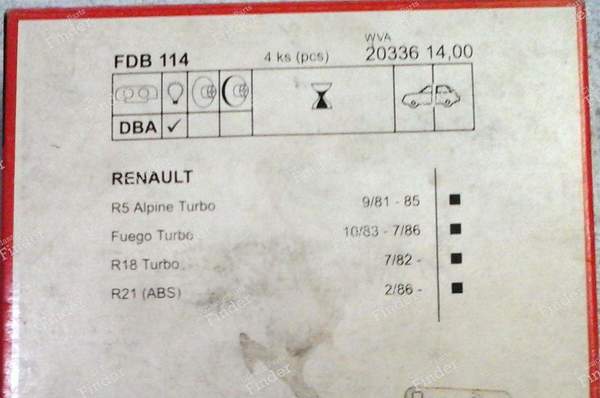 WVA
FDB 114 4 ks (pcs) 20336 14,00
DBA ✓
RENAULT
R5 Alpine Turbo 9/81 - 85
Fuego Turbo 10/83 - 7/86
R18 Turbo 7/82 -
R21 (ABS) 2/86 -
Finder